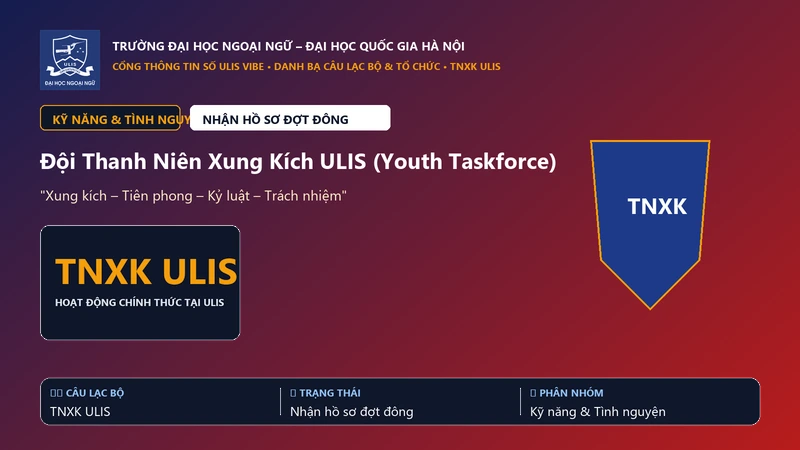 TRƯỜNG ĐẠI HỌC NGOẠI NGỮ – ĐẠI HỌC QUỐC GIA HÀ NỘI
CỔNG THÔNG TIN SỐ ULIS VIBE • DANH BẠ CÂU LẠC BỘ & TỔ CHỨC • TNXK ULIS
ULIS
ĐẠI HỌC NGOẠI NGỮ
KỸ NĂNG & TÌNH NGUY
NHẬN HỒ SƠ ĐỢT ĐÔNG
Đội Thanh Niên Xung Kích ULIS (Youth Taskforce)
"Xung kích – Tiên phong – Kỷ luật – Trách nhiệm"
TNXK
TNXK ULIS
HOẠT ĐỘNG CHÍNH THỨC TẠI ULIS
CÂU LẠC BỘ
TNXK ULIS
TRẠNG THÁI
Nhận hồ sơ đợt đông
PHÂN NHÓM
Kỹ năng & Tình nguyện